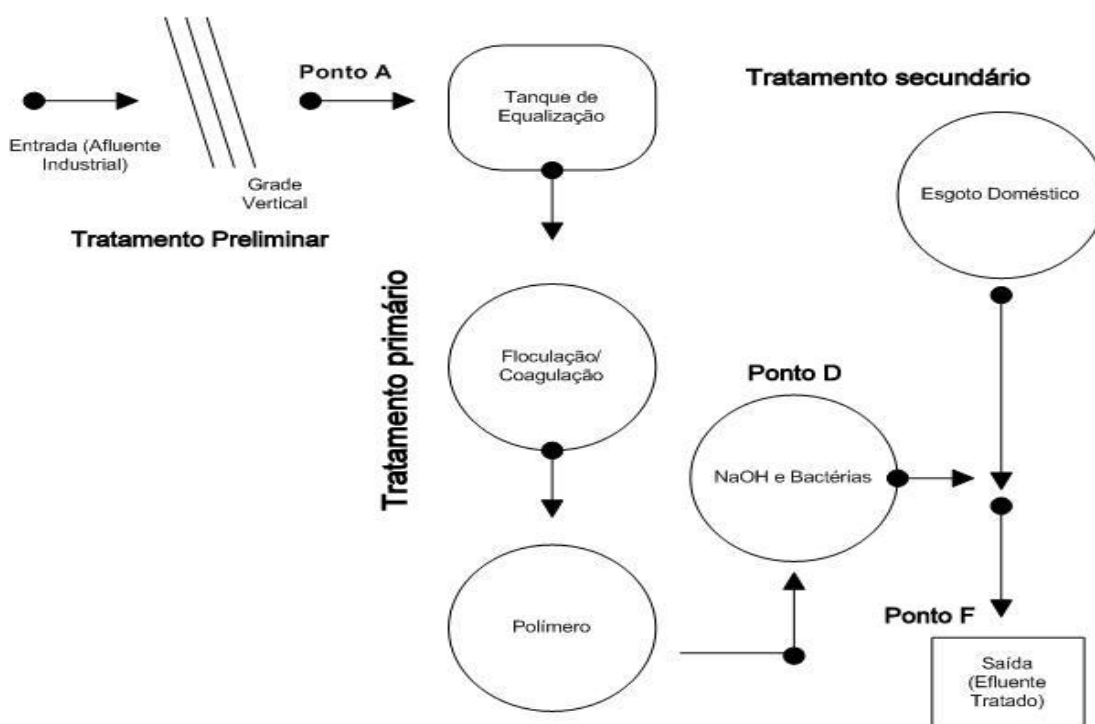 Entrada (Afluente
Industrial)
Grade
Vertical
Tratamento Preliminar
Ponto A
Tanque de
Equalização
Tratamento primário
Floculação/
Coagulação
Polímero
Tratamento secundário
Ponto D
NaOH e Bactérias
Esgoto Doméstico
Ponto F
Saída
(Efluente
Tratado)